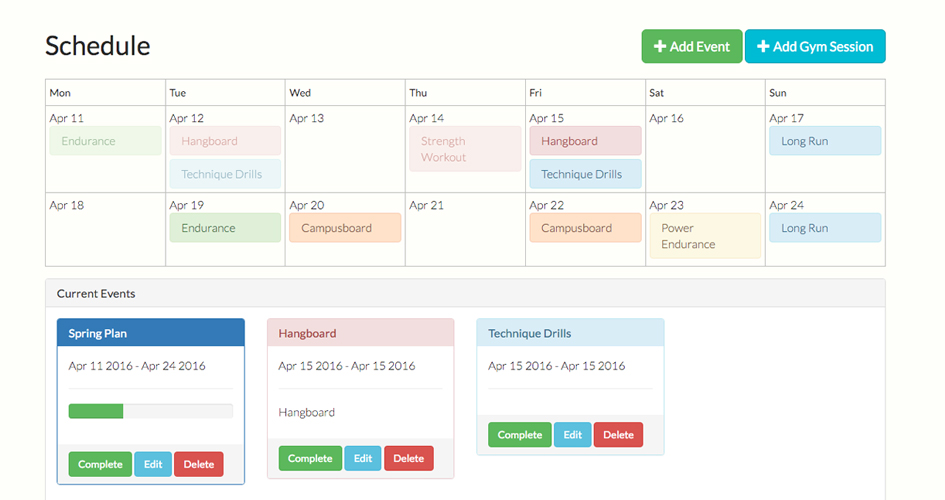 Schedule
Add Event
Add Gym Session
Mon Tue Wed Thu Fri Sat Sun
Apr 11 Apr 12 Apr 13 Apr 14 Apr 15 Apr 16 Apr 17
Endurance Hangboard Strength Workout Hangboard Long Run
Technique Drills Technique Drills
Apr 18 Apr 19 Apr 20 Apr 21 Apr 22 Apr 23 Apr 24
Endurance Campusboard Campusboard Power Endurance Long Run
Current Events
Spring Plan
Apr 11 2016 - Apr 24 2016
Complete Edit Delete
Hangboard
Apr 15 2016 - Apr 15 2016
Hangboard
Complete Edit Delete
Technique Drills
Apr 15 2016 - Apr 15 2016
Complete Edit Delete